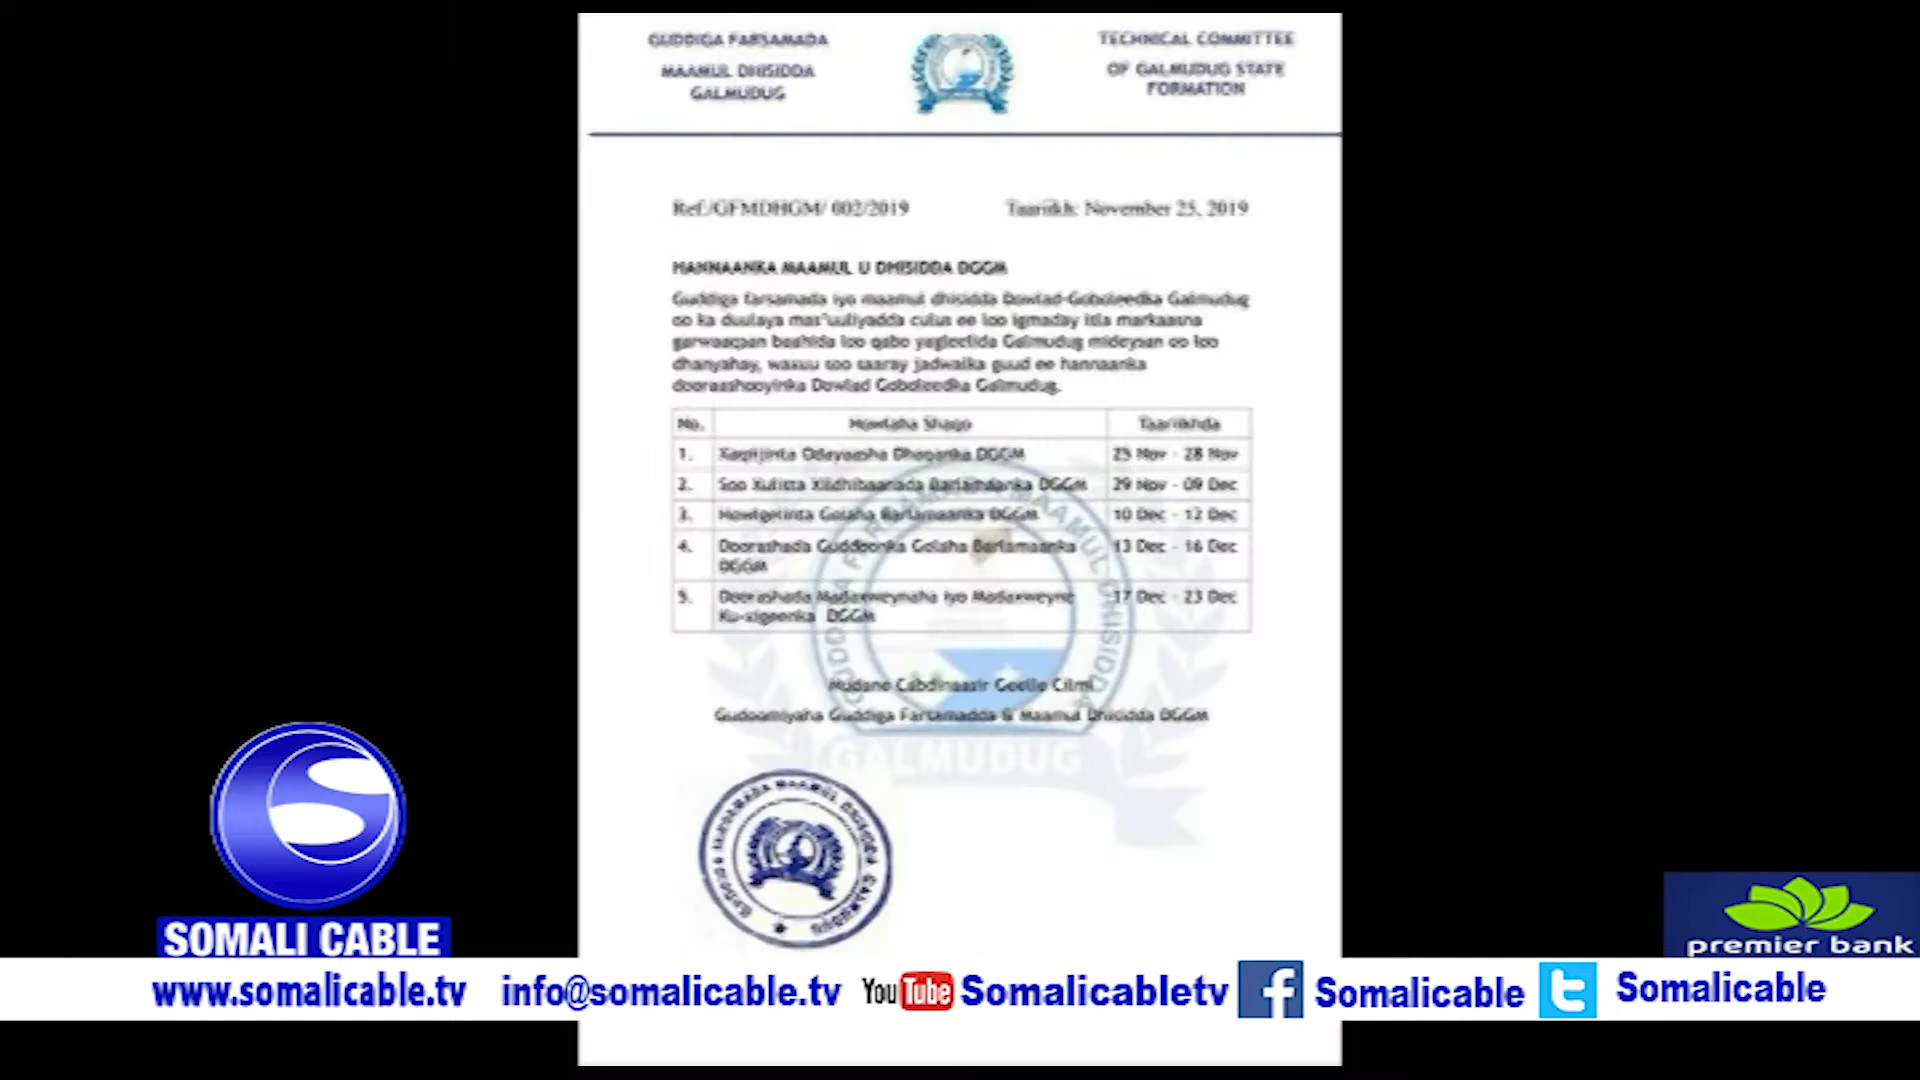 GUDDIGA FARSAMADA
MAAMUL DHISIDDA
GALMUDUG
TECHNICAL COMMITTEE
OF GALMUDUG STATE
FORMATION
Ref./GFMDHGM/ 002/2019
Taariikh: November 25, 2019
HANNAANKA MAAMUL U DHISIDDA DGGM
Guddiga farsamada iyo maamul dhisidda Dowlad-Goboleedka Galmudug
oo ka duulaya mas'uuliyadda culus ee loo igmaday isla markaasna
garwaaqsan baahida loo qabo yagleelida Galmudug mideysan oo loo
dhanyahay, waxuu soo saaray jadwalka guud ee hannaanka
dooraashooyinka Dowlad Goboleedka Galmudug.
No. Howlaha Shaqo Taariikhda
1. Xaqiijinta Odayaasha Dhaqanka DGGM 25 Nov - 28 Nov
2. Soo Xulista Xildhibaanada Barlamaanka DGGM 29 Nov - 09 Dec
3. Howlgelinta Golaha Barlamaanka DGGM 10 Dec - 12 Dec
4. Doorashada Guddoonka Golaha Barlamaanka 13 Dec - 16 Dec
DGGM
5. Doorashada Madaxweynaha iyo Madaxweyne 17 Dec - 23 Dec
Ku-xigeenka DGGM
Mudane Cabdinaasir Geelle Cilmi
Gudoomiyaha Guddiga Farsamadda & Maamul Dhisidda DGGM
GALMUDUG
SOMALI CABLE
premier bank
www.somalicable.tv info@somalicable.tv YouTube Somalicabletv f Somalicable t Somalicable